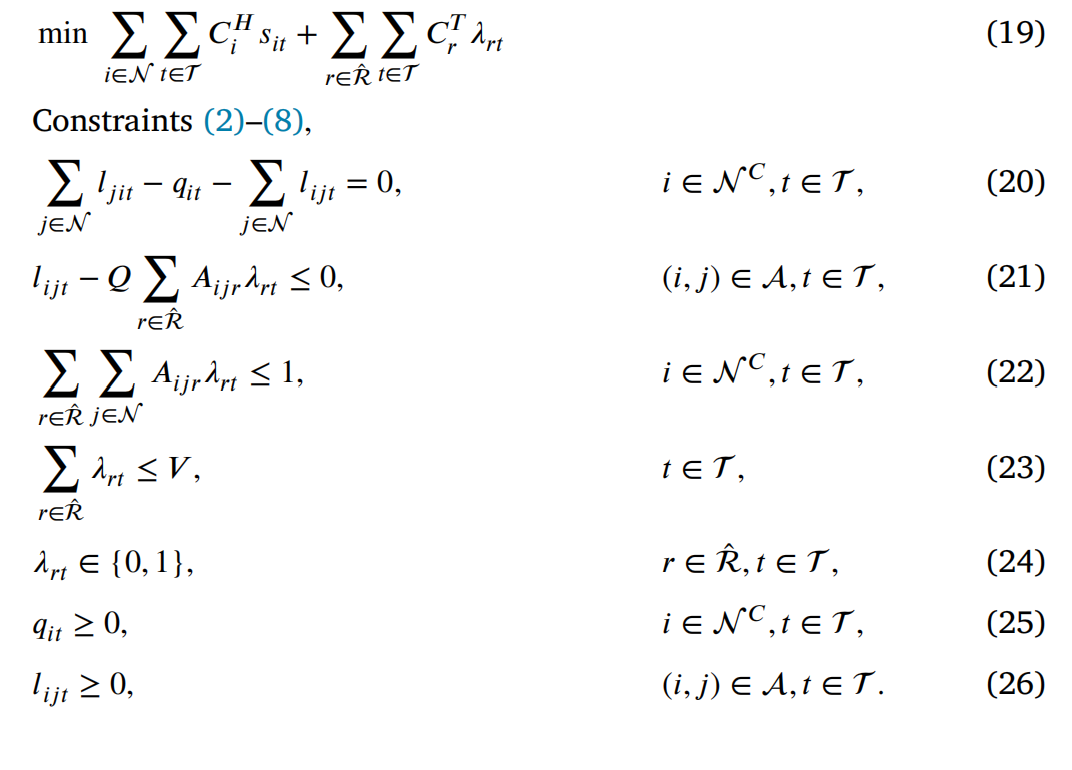 min ∑_{i∈𝒩} ∑_{t∈𝒯} C_i^H s_{it} + ∑_{r∈ℛ̂} ∑_{t∈𝒯} C_r^T λ_{rt} (19)
Constraints (2)–(8),
∑_{j∈𝒩} l_{jit} − q_{it} − ∑_{j∈𝒩} l_{ijt} = 0, i ∈ 𝒩^C, t ∈ 𝒯, (20)
l_{ijt} − Q ∑_{r∈ℛ̂} A_{ijr} λ_{rt} ≤ 0, (i, j) ∈ 𝒜, t ∈ 𝒯, (21)
∑_{r∈ℛ̂} ∑_{j∈𝒩} A_{ijr} λ_{rt} ≤ 1, i ∈ 𝒩^C, t ∈ 𝒯, (22)
∑_{r∈ℛ̂} λ_{rt} ≤ V, t ∈ 𝒯, (23)
λ_{rt} ∈ {0, 1}, r ∈ ℛ̂, t ∈ 𝒯, (24)
q_{it} ≥ 0, i ∈ 𝒩^C, t ∈ 𝒯, (25)
l_{ijt} ≥ 0, (i, j) ∈ 𝒜, t ∈ 𝒯. (26)